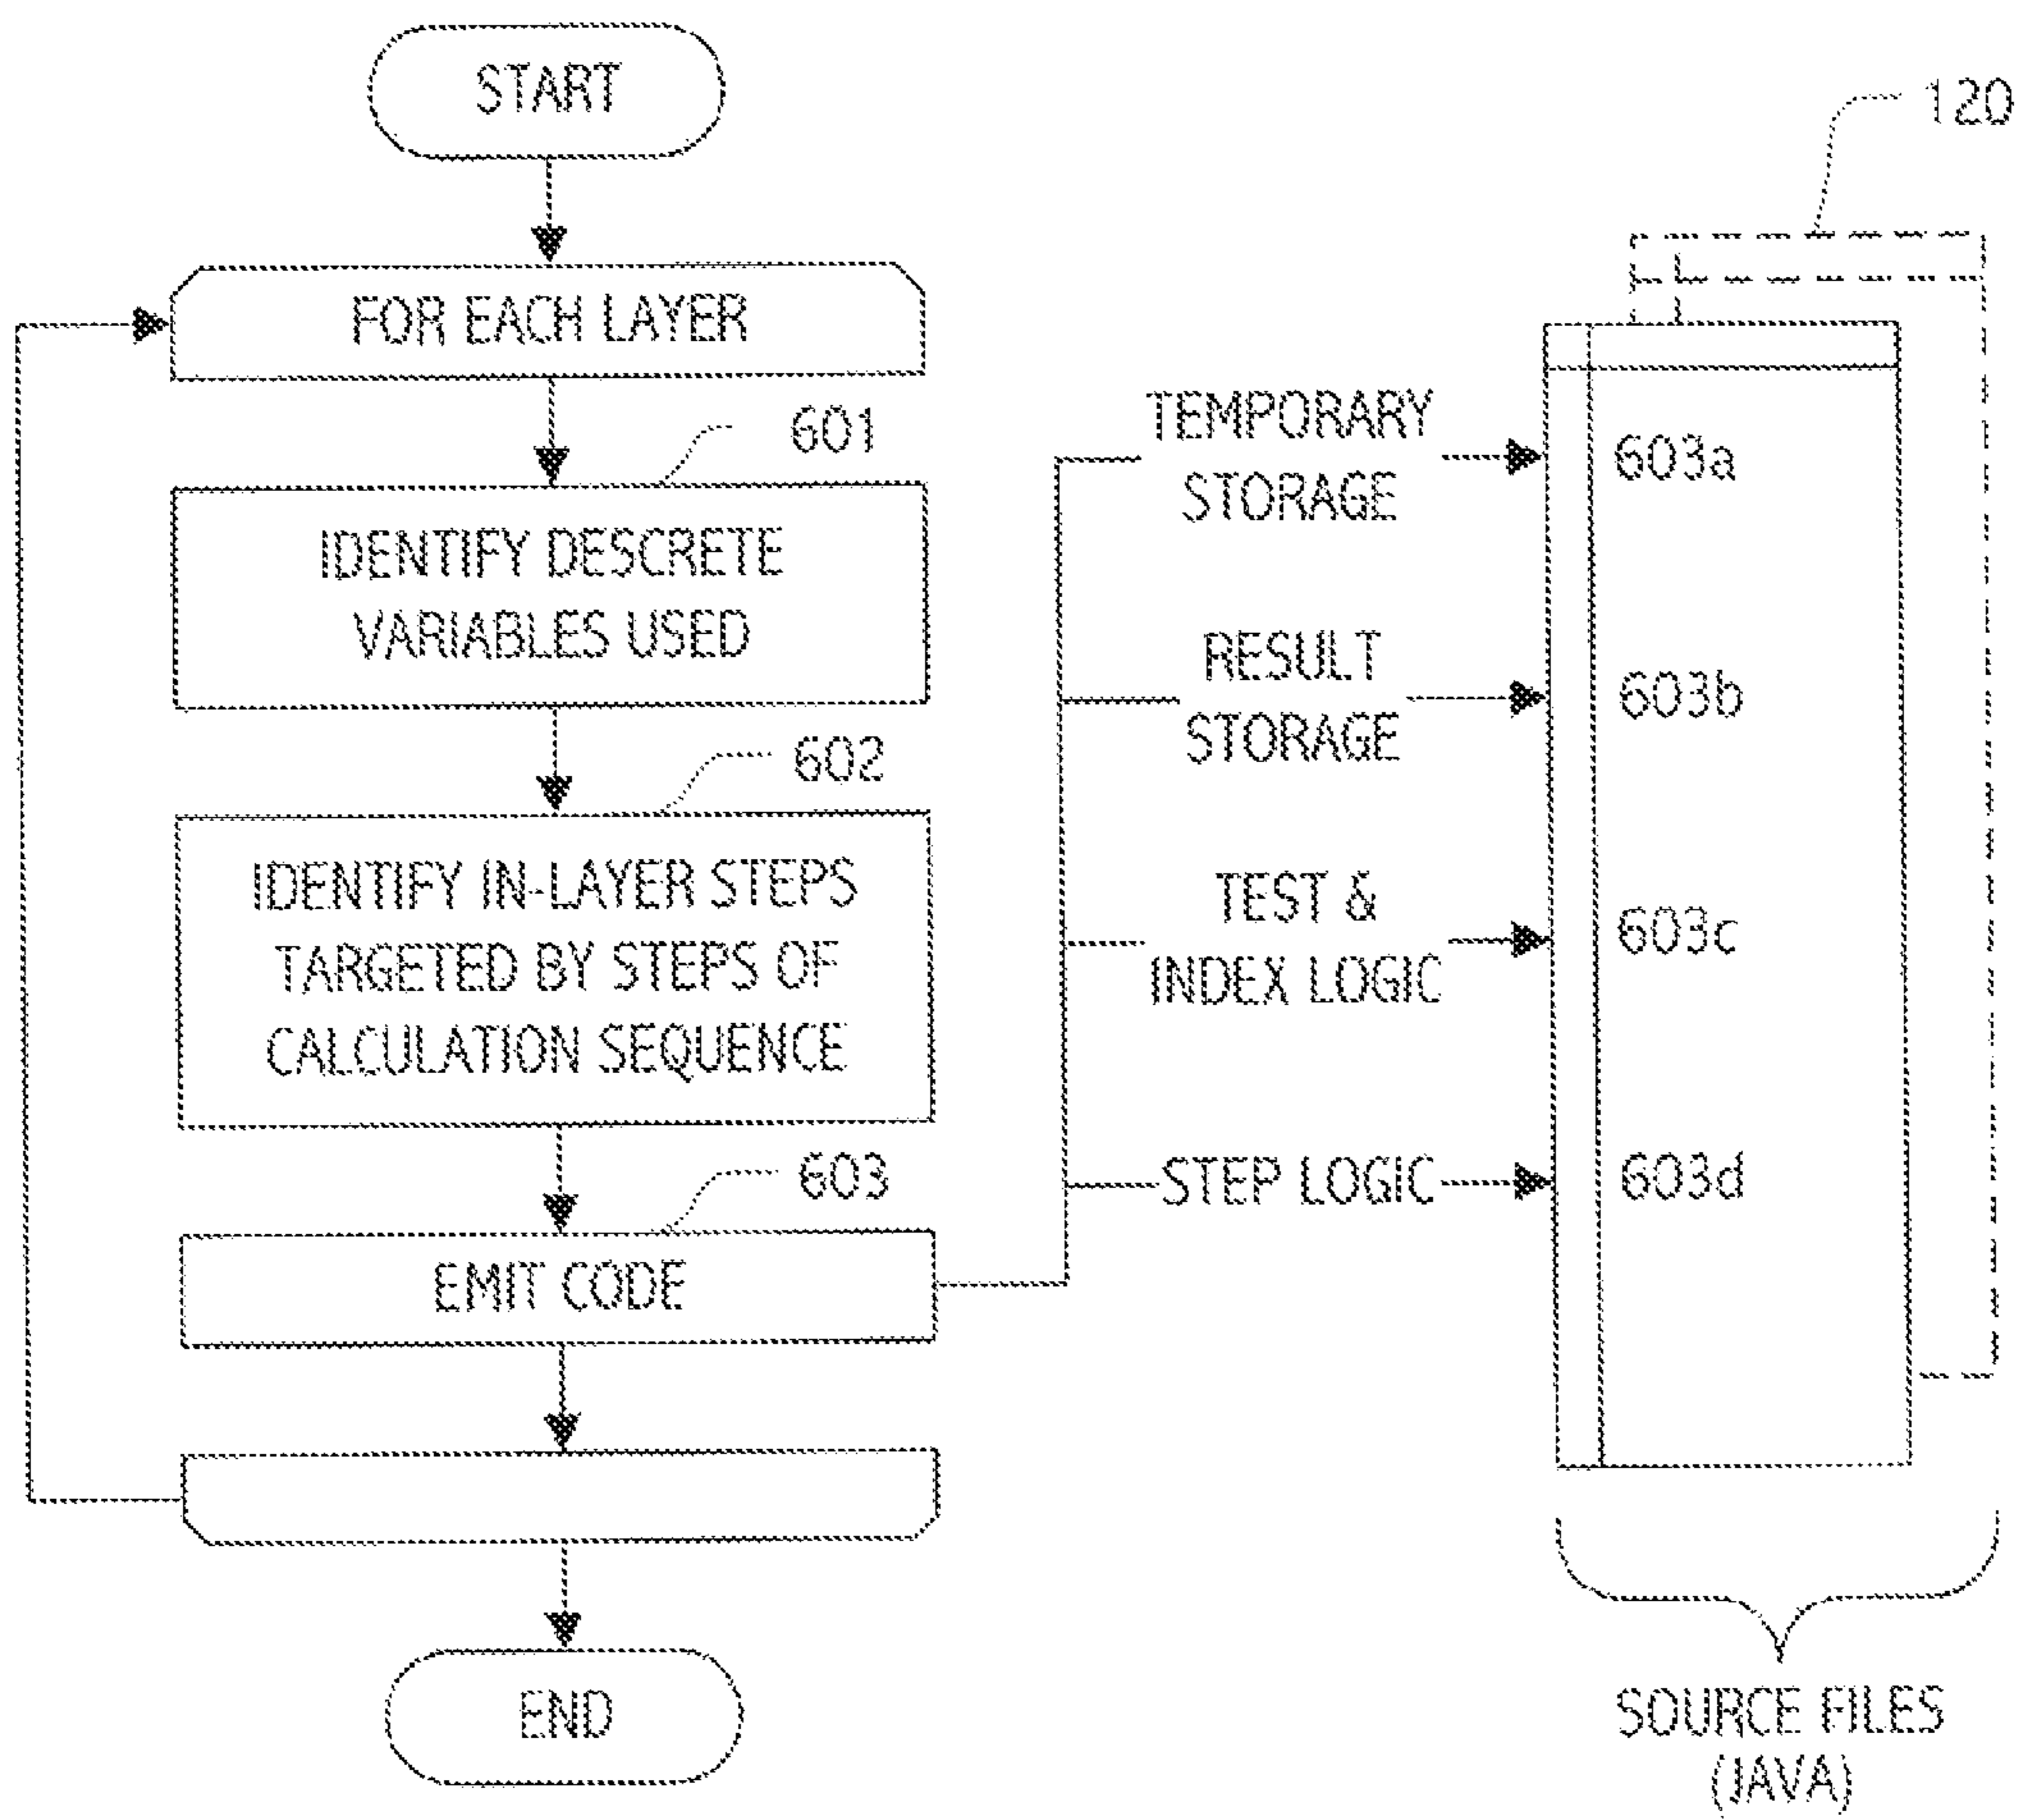 START
120
FOR EACH LAYER
601
IDENTIFY DESCRETE
VARIABLES USED
602
IDENTIFY IN-LAYER STEPS
TARGETED BY STEPS OF
CALCULATION SEQUENCE
603
EMIT CODE
END
TEMPORARY
STORAGE
603a
RESULT
STORAGE
603b
TEST &
INDEX LOGIC
603c
STEP LOGIC
603d
SOURCE FILES
(JAVA)